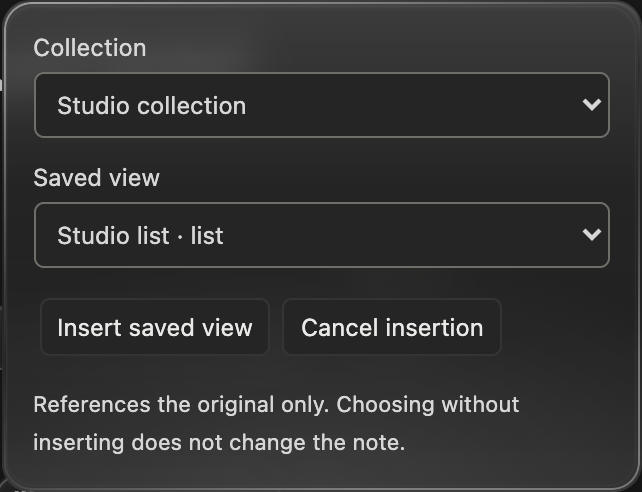 Collection
Studio collection
Saved view
Studio list · list
Insert saved view
Cancel insertion
References the original only. Choosing without
inserting does not change the note.